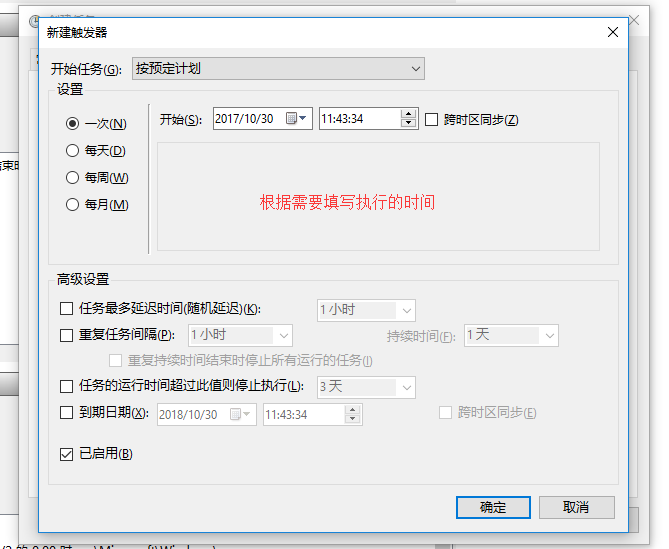 新建触发器
开始任务(G): 按预定计划
设置
一次(N)
开始(S): 2017/10/30 11:43:34 跨时区同步(Z)
每天(D)
每周(W)
每月(M)
根据需要填写执行的时间
高级设置
任务最多延迟时间(随机延迟)(K): 1 小时
重复任务间隔(P): 1 小时 持续时间(F): 1 天
重复持续时间结束时停止所有运行的任务(I)
任务的运行时间超过此值则停止执行(L): 3 天
到期日期(X): 2018/10/30 11:43:34 跨时区同步(E)
已启用(B)
确定 取消